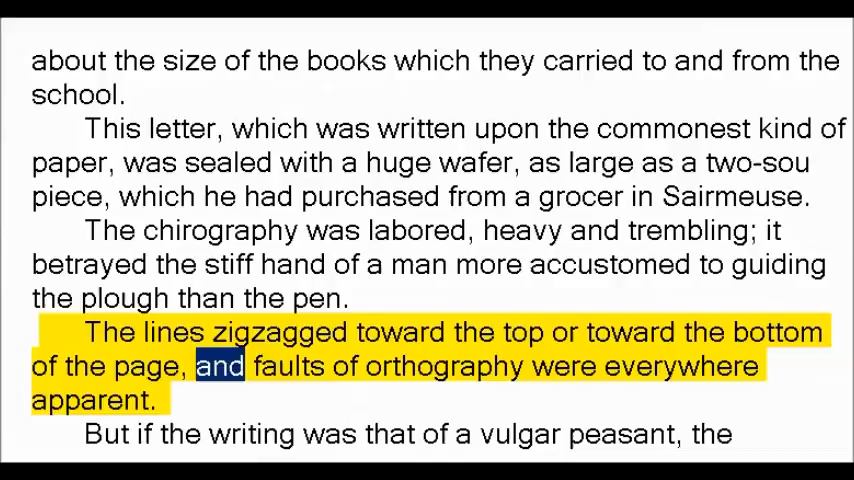 about the size of the books which they carried to and from the
school.
This letter, which was written upon the commonest kind of
paper, was sealed with a huge wafer, as large as a two-sou
piece, which he had purchased from a grocer in Sairmeuse.
The chirography was labored, heavy and trembling; it
betrayed the stiff hand of a man more accustomed to guiding
the plough than the pen.
The lines zigzagged toward the top or toward the bottom
of the page, and faults of orthography were everywhere
apparent.
But if the writing was that of a vulgar peasant, the